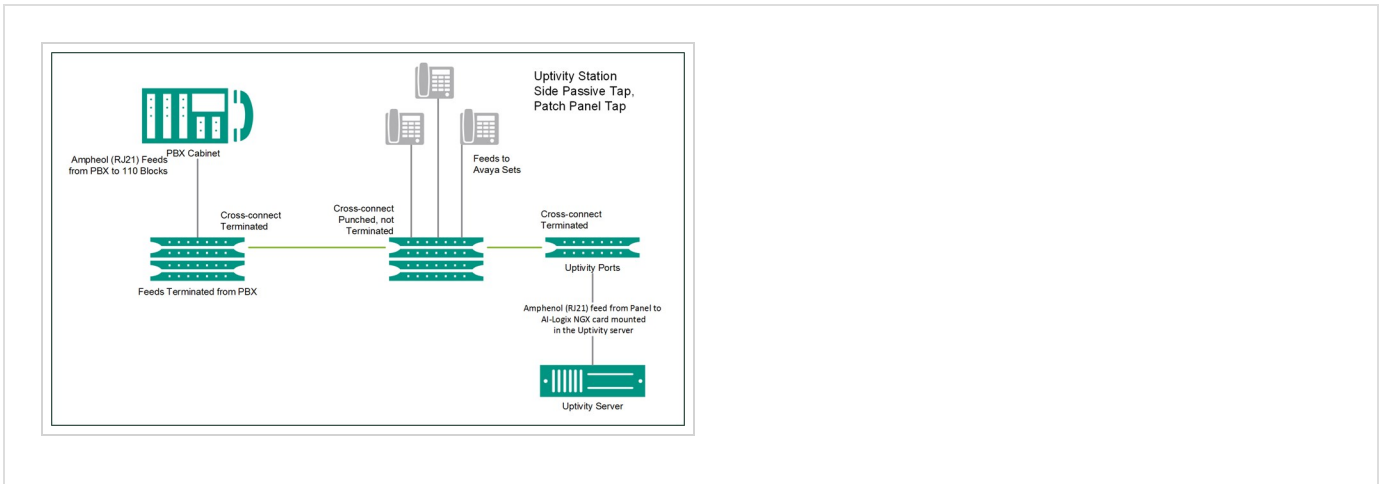 Uptivity Station
Side Passive Tap,
Patch Panel Tap
PBX Cabinet
Ampheol (RJ21) Feeds
from PBX to 110 Blocks
Feeds to
Avaya Sets
Cross-connect
Terminated
Cross-connect
Punched, not
Terminated
Cross-connect
Terminated
Feeds Terminated from PBX
Uptivity Ports
Amphenol (RJ21) feed from Panel to
AI-Logix NGX card mounted
in the Uptivity server
Uptivity Server